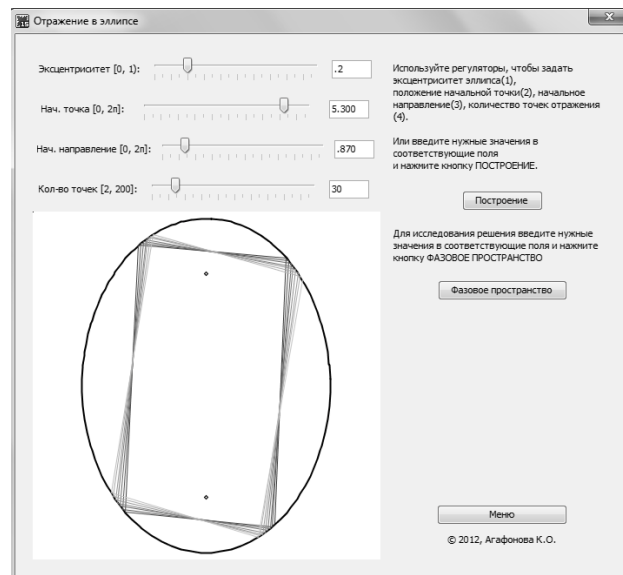 Отражение в эллипсе
Эксцентриситет [0, 1):
.2
Нач. точка [0, 2п]:
5.300
Нач. направление [0, 2п]:
.870
Кол-во точек [2, 200]:
30
Используйте регуляторы, чтобы задать
эксцентриситет эллипса(1),
положение начальной точки(2), начальное
направление(3), количество точек отражения
(4).
Или введите нужные значения в
соответствующие поля
и нажмите кнопку ПОСТРОЕНИЕ.
Построение
Для исследования решения введите нужные
значения в соответствующие поля и нажмите
кнопку ФАЗОВОЕ ПРОСТРАНСТВО
Фазовое пространство
Меню
© 2012, Агафонова К.О.